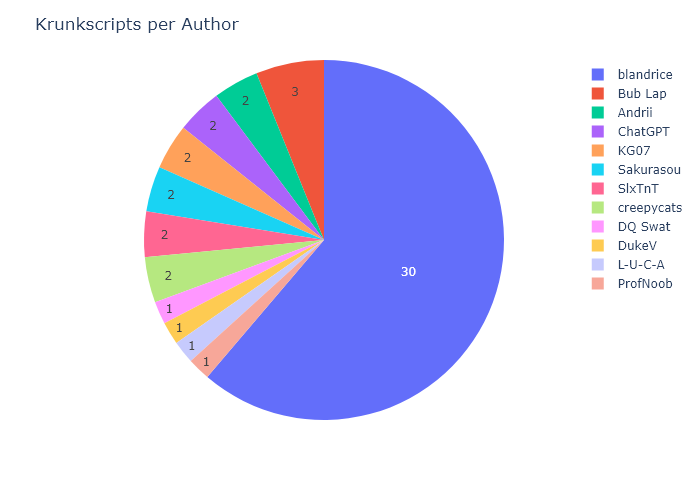 Krunkscripts per Author
30
3
2
2
2
2
2
2
1
1
1
1
blandrice
Bub Lap
Andrii
ChatGPT
KG07
Sakurasou
SlxTnT
creepycats
DQ Swat
DukeV
L-U-C-A
ProfNoob